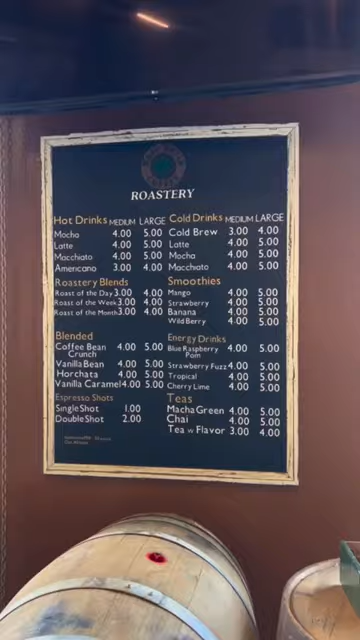 ROASTERY
Hot Drinks MEDIUM LARGE
Mocha 4.00 5.00
Latte 4.00 5.00
Macchiato 4.00 5.00
Americano 3.00 4.00
Roastery Blends
Roast of the Day 3.00 4.00
Roast of the Week 3.00 4.00
Roast of the Month 3.00 4.00
Blended
Coffee Bean 4.00 5.00
Crunch
Vanilla Bean 4.00 5.00
Horchata 4.00 5.00
Vanilla Caramel 4.00 5.00
Espresso Shots
Single Shot 1.00
Double Shot 2.00
Cold Drinks MEDIUM LARGE
Cold Brew 3.00 4.00
Latte 4.00 5.00
Mocha 4.00 5.00
Macchiato 4.00 5.00
Smoothies
Mango 4.00 5.00
Strawberry 4.00 5.00
Banana 4.00 5.00
Wild Berry 4.00 5.00
Energy Drinks
Blue Raspberry 4.00 5.00
Pom
Strawberry Fuzz 4.00 5.00
Tropical 4.00 5.00
Cherry Lime 4.00 5.00
Teas
Macha Green 4.00 5.00
Chai 4.00 5.00
Tea w Flavor 3.00 4.00